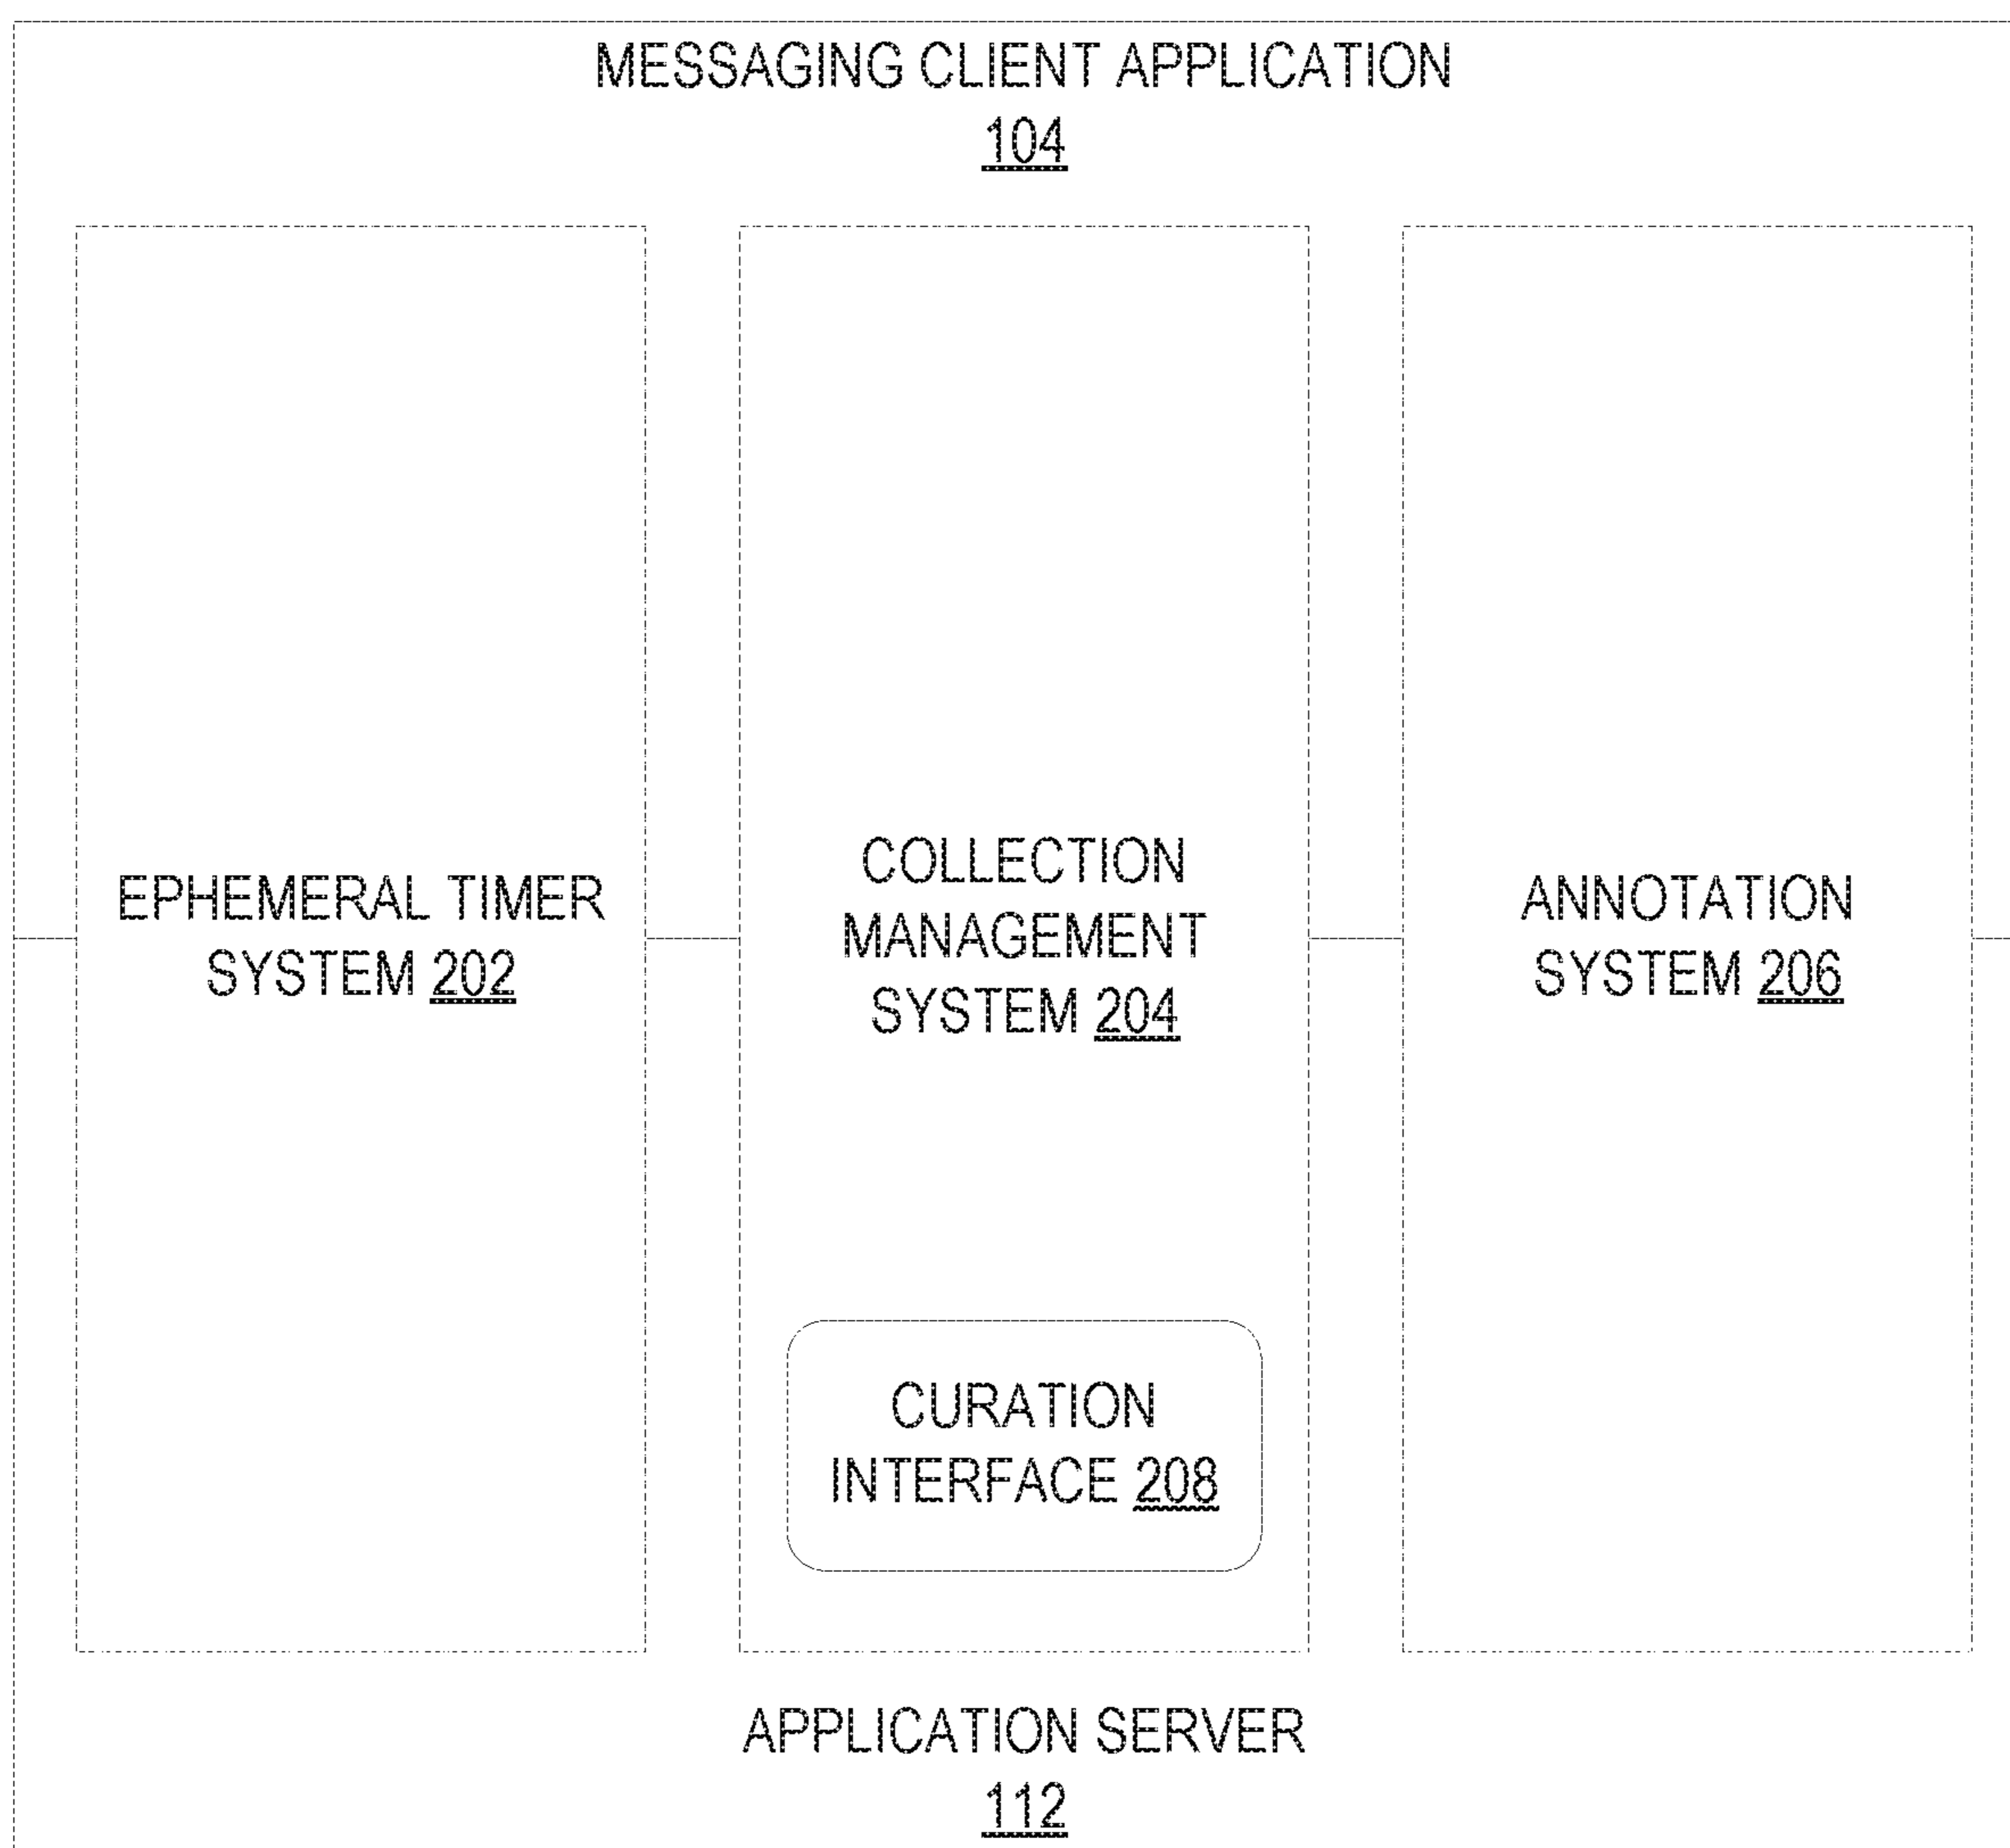 MESSAGING CLIENT APPLICATION
104
EPHEMERAL TIMER
SYSTEM 202
COLLECTION
MANAGEMENT
SYSTEM 204
ANNOTATION
SYSTEM 206
CURATION
INTERFACE 208
APPLICATION SERVER
112